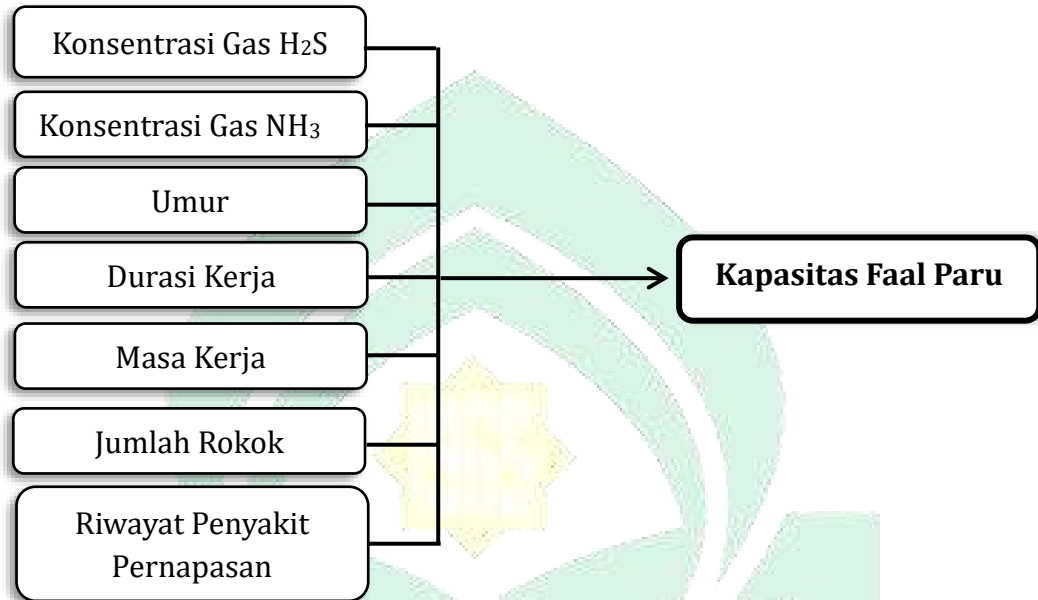 Konsentrasi Gas H₂S
Konsentrasi Gas NH₃
Umur
Durasi Kerja
Kapasitas Faal Paru
Masa Kerja
Jumlah Rokok
Riwayat Penyakit
Pernapasan